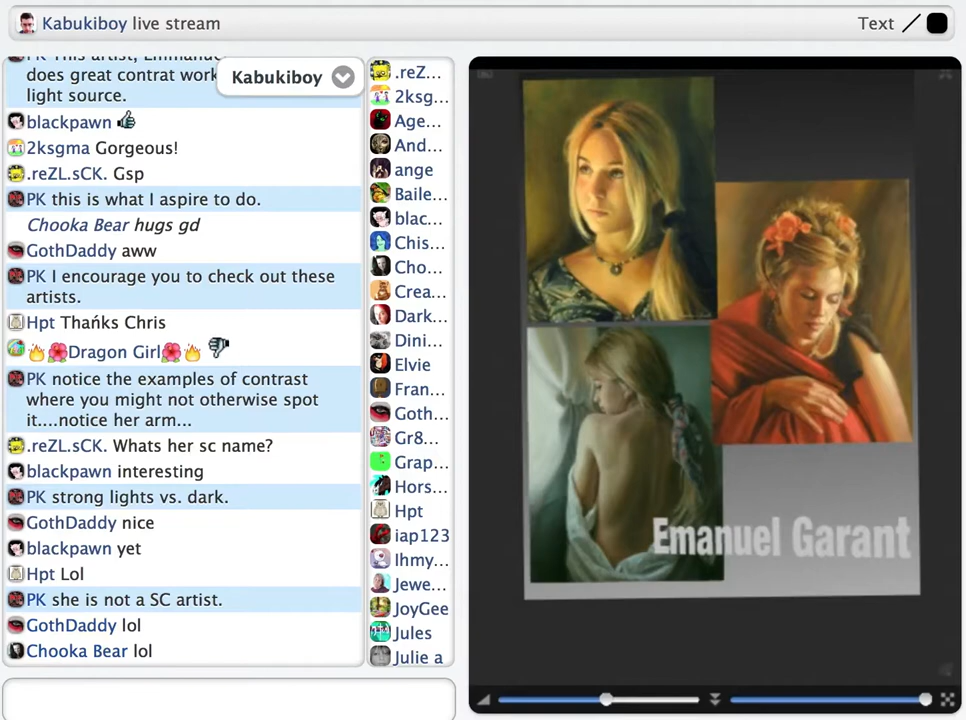 Kabukiboy live stream
Text
Kabukiboy
does great contrat work
light source.
blackpawn
2ksgma Gorgeous!
.reZL.sCK. Gsp
PK this is what I aspire to do.
Chooka Bear hugs gd
GothDaddy aww
PK I encourage you to check out these
artists.
Hpt Thańks Chris
Dragon Girl
PK notice the examples of contrast
where you might not otherwise spot
it....notice her arm...
.reZL.sCK. Whats her sc name?
blackpawn interesting
PK strong lights vs. dark.
GothDaddy nice
blackpawn yet
Hpt Lol
PK she is not a SC artist.
GothDaddy lol
Chooka Bear lol
.reZ...
2ksg...
Age...
And...
ange
Baile...
blac...
Chis...
Cho...
Crea...
Dark...
Dini...
Elvie
Fran...
Goth...
Gr8...
Grap...
Hors...
Hpt
iap123
Ihmy...
Jewe...
JoyGee
Jules
Julie a
Emanuel Garant